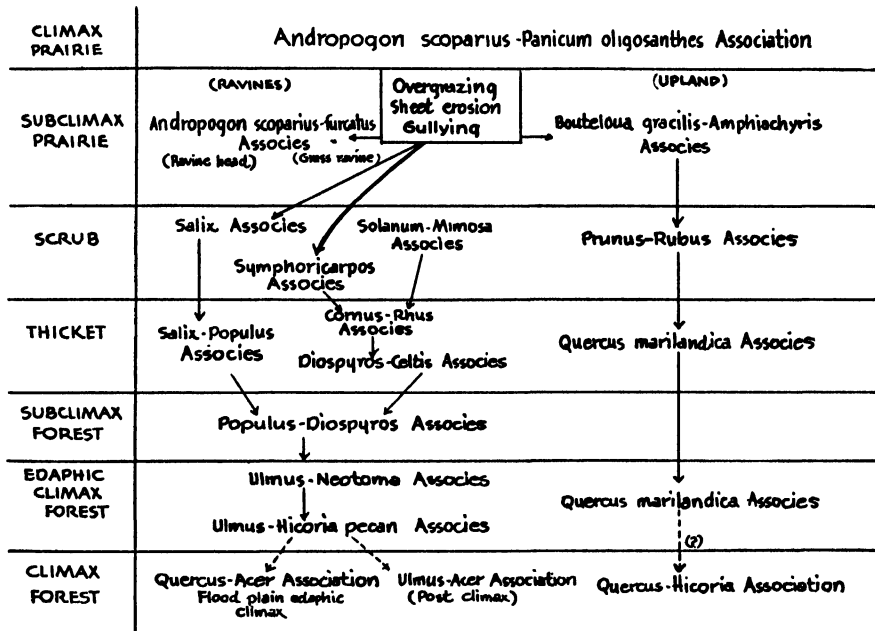 CLIMAX
PRAIRIE
Andropogon scoparius-Panicum oligosanthes Association
SUBCLIMAX
PRAIRIE
(RAVINES)
Overgrazing
Sheet erosion
Gullying
(UPLAND)
Andropogon scoparius-furcatus
Associes
(Ravine head)
(Grass ravine)
Bouteloua gracilis-Amphiachyris
Associes
SCRUB
Salix Associes
Solanum-Mimosa
Associes
Symphoricarpos
Associes
Prunus-Rubus Associes
THICKET
Salix-Populus
Associes
Cornus-Rhus
Associes
Diospyros-Celtis Associes
Quercus marilandica Associes
SUBCLIMAX
FOREST
Populus-Diospyros Associes
EDAPHIC
CLIMAX
FOREST
Ulmus-Neotoma Associes
Ulmus-Hicoria pecan Associes
Quercus marilandica Associes
(?)
CLIMAX
FOREST
Quercus-Acer Association
Flood plain edaphic
climax
Ulmus-Acer Association
(Post climax)
Quercus-Hicoria Association